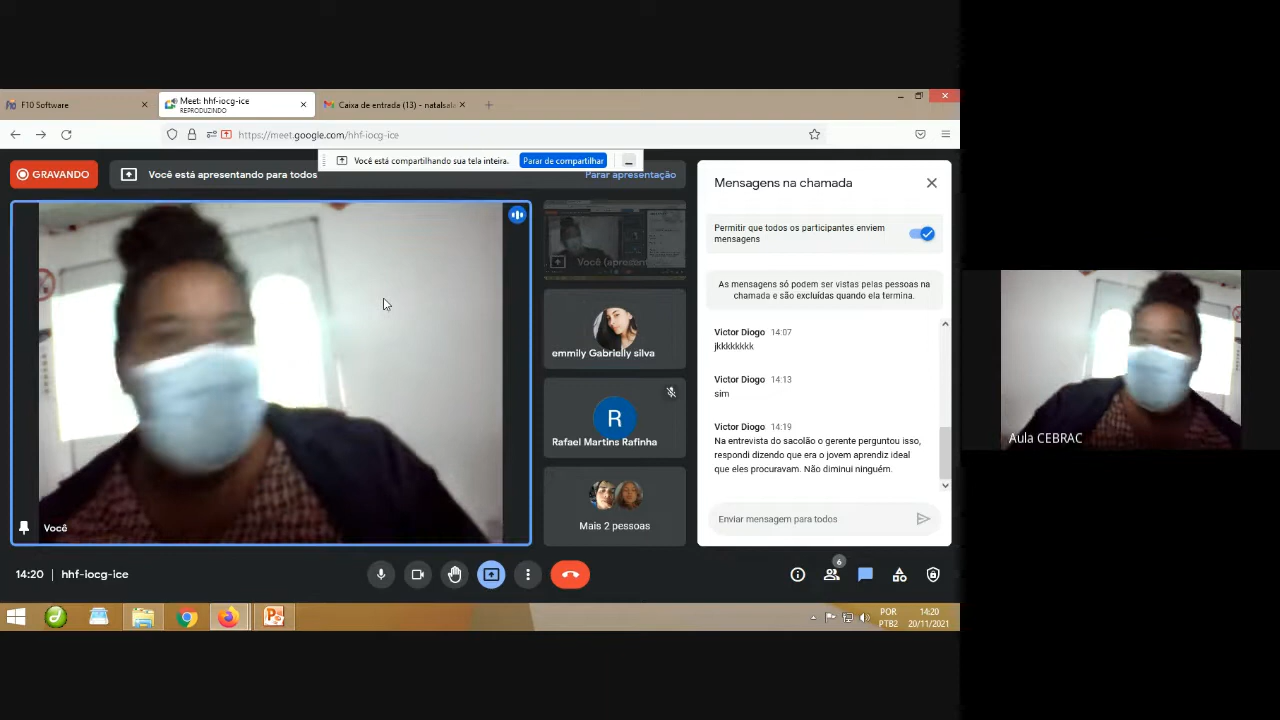 F10 Software
Meet: hhf-iocg-ice
REPRODUZINDO
Caixa de entrada (13) - natalsale
https://meet.google.com/hhf-iocg-ice
Você está compartilhando sua tela inteira.
Parar de compartilhar
GRAVANDO
Você está apresentando para todos
Parar apresentação
Você (apresent
emmily Gabrielly silva
R
Rafael Martins Rafinha
Mais 2 pessoas
Você
Mensagens na chamada
Permitir que todos os participantes enviem
mensagens
As mensagens só podem ser vistas pelas pessoas na
chamada e são excluídas quando ela termina.
Victor Diogo 14:07
jkkkkkkkk
Victor Diogo 14:13
sim
Victor Diogo 14:19
Na entrevista do sacolão o gerente perguntou isso,
respondi dizendo que era o jovem aprendiz ideal
que eles procuravam. Não diminui ninguém.
Enviar mensagem para todos
14:20 | hhf-iocg-ice
6
POR
PTB2
14:20
20/11/2021
Aula CEBRAC